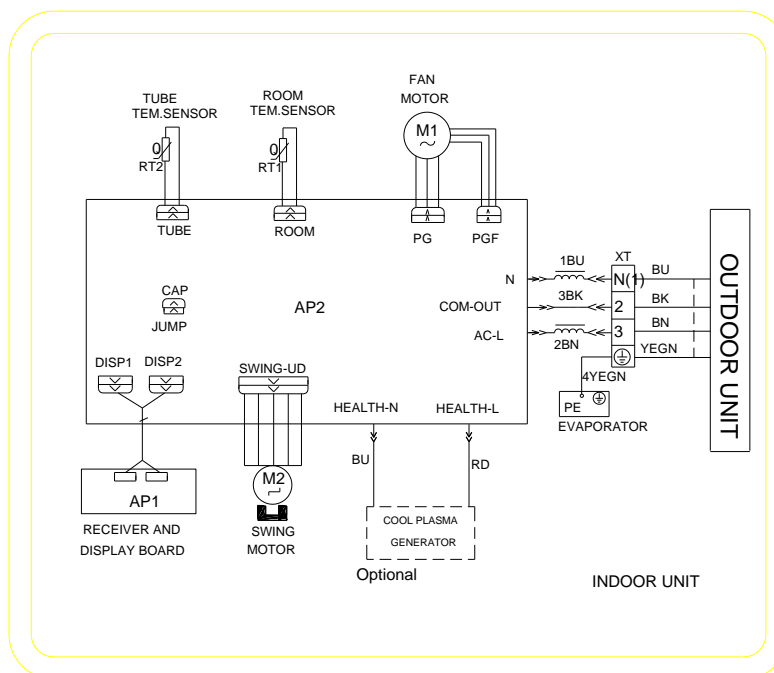 FAN
MOTOR
TUBE
TEM.SENSOR
ROOM
TEM.SENSOR
M1
0
RT2
0
RT1
TUBE
ROOM
PG
PGF
XT
1BU
N
N(1)
BU
CAP
JUMP
AP2
COM-OUT
3BK
2
BK
AC-L
2BN
3
BN
YEGN
4YEGN
OUTDOOR UNIT
DISP1
DISP2
SWING-UD
HEALTH-N
HEALTH-L
PE
EVAPORATOR
BU
RD
M2
AP1
RECEIVER AND
DISPLAY BOARD
SWING
MOTOR
COOL PLASMA
GENERATOR
Optional
INDOOR UNIT